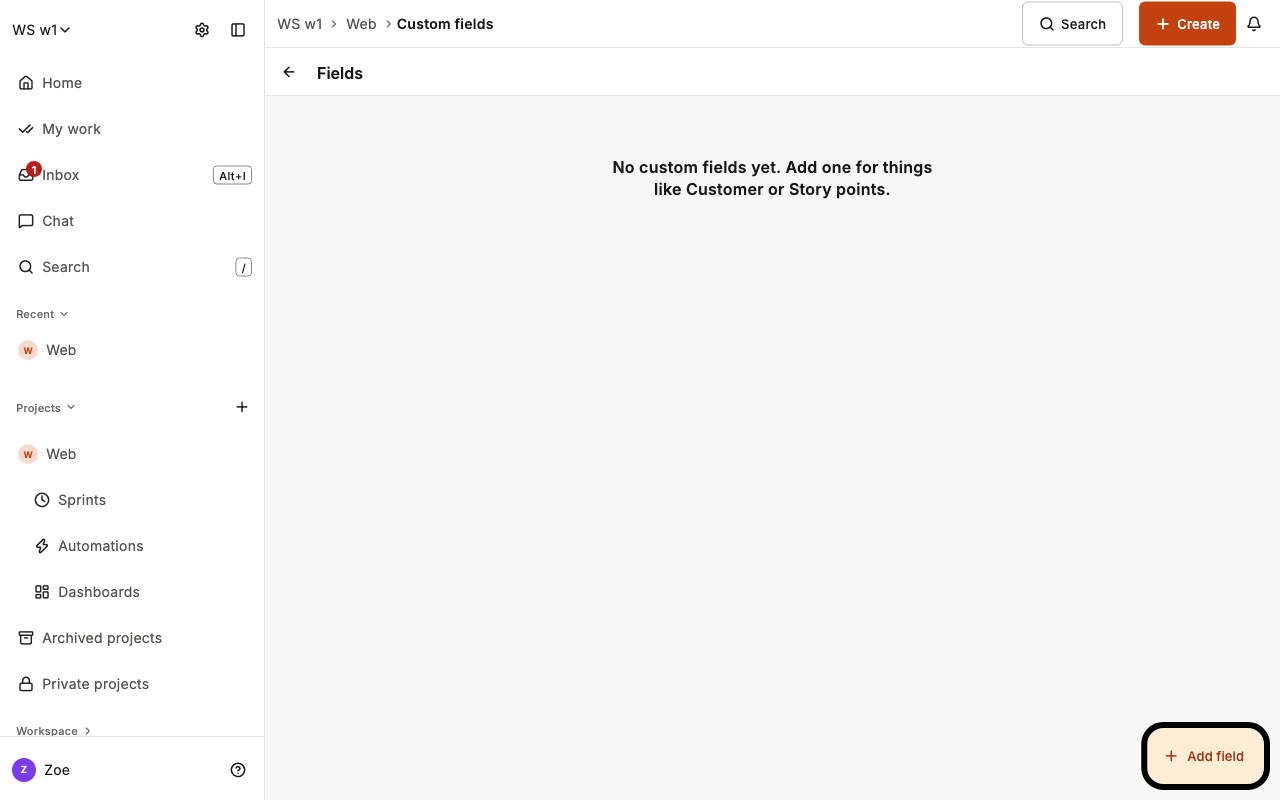 WS w1
Home
My work
1
Inbox
Alt+I
Chat
Search
/
Recent
W
Web
Projects
W
Web
Sprints
Automations
Dashboards
Archived projects
Private projects
Workspace
Z
Zoe
WS w1 > Web > Custom fields
Search
Create
Fields
No custom fields yet. Add one for things
like Customer or Story points.
Add field